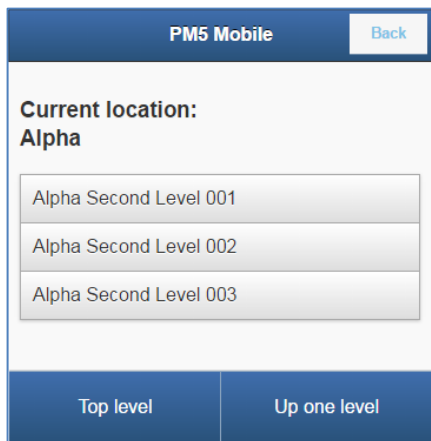 PM5 Mobile
Back
Current location:
Alpha
Alpha Second Level 001
Alpha Second Level 002
Alpha Second Level 003
Top level
Up one level